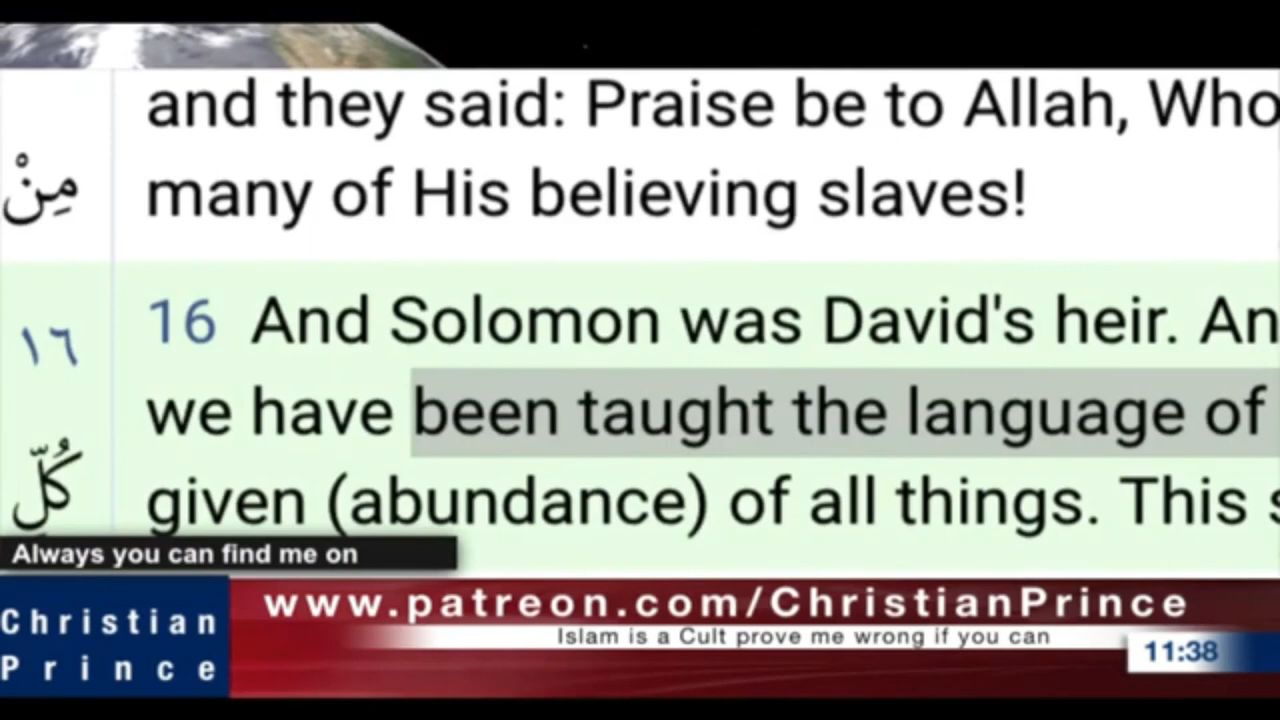 and they said: Praise be to Allah, Who
مِنْ
many of His believing slaves!
١٦
16 And Solomon was David's heir. An
we have been taught the language of
كُلِّ
given (abundance) of all things. This s
Always you can find me on
Christian
Prince
www.patreon.com/ChristianPrince
Islam is a Cult prove me wrong if you can
11:38